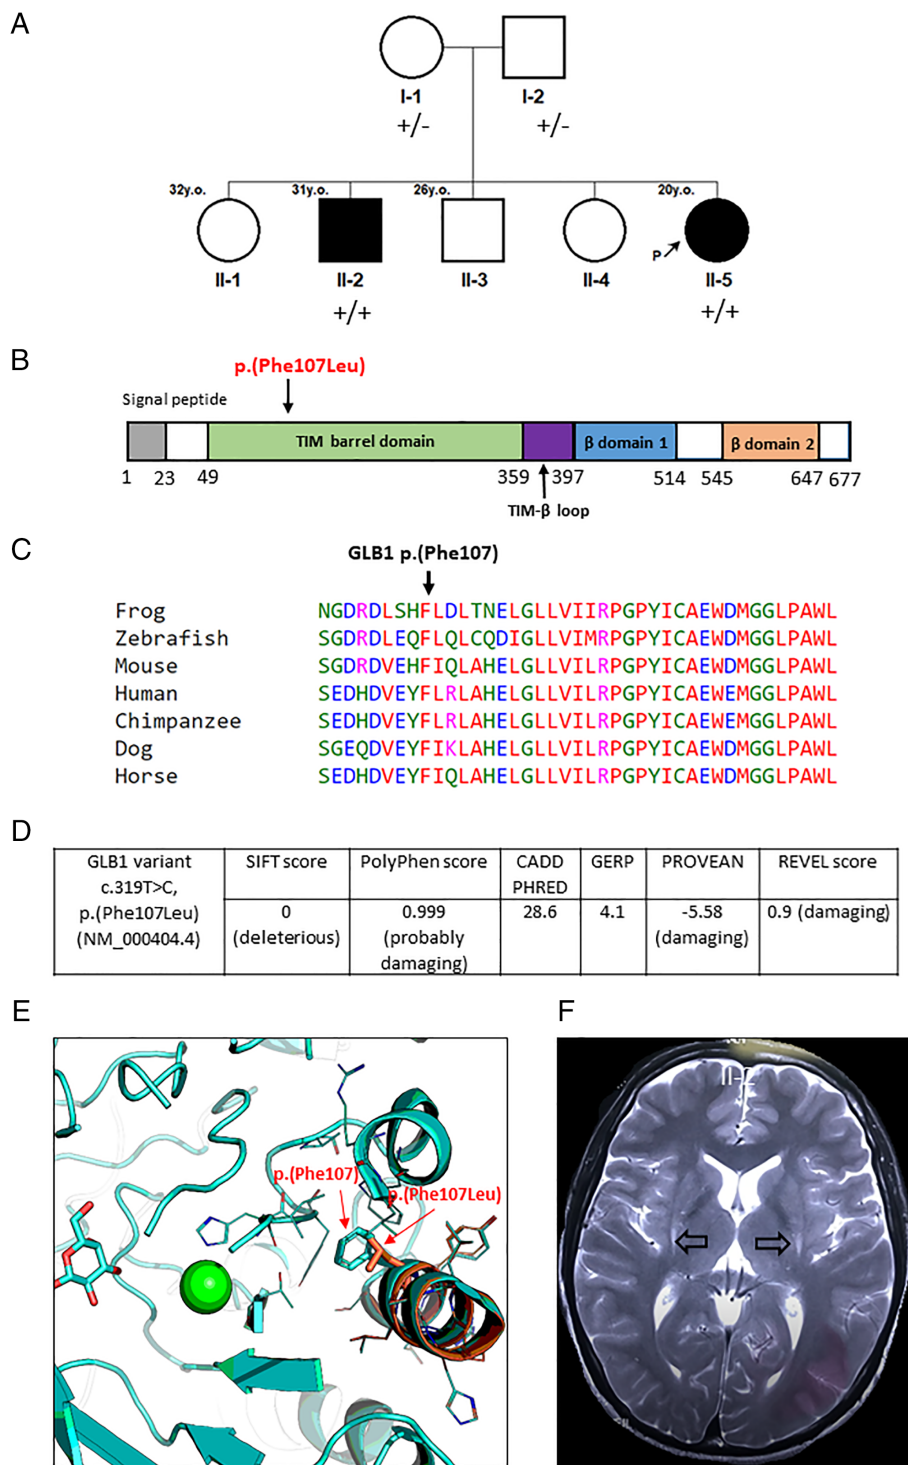 A
I-1
I-2
+/-
+/-
32y.o.
31y.o.
26y.o.
20y.o.
P
II-1
II-2
II-3
II-4
II-5
+/+
+/+
B
p.(Phe107Leu)
Signal peptide
TIM barrel domain
β domain 1
β domain 2
1 23 49 359 397 514 545 647 677
TIM-β loop
C
GLB1 p.(Phe107)
Frog NGDRDLSHFLDLTNELGLLVIIRPGPYICAEWDMGGLPAWL
Zebrafish SGDRDLEQFLQLCQDIGLLVIMRPGPYICAEWDMGGLPAWL
Mouse SGDRDVEHFIQLAHELGLLVILRPGPYICAEWDMGGLPAWL
Human SEDHDVEYFLRLAHELGLLVILRPGPYICAEWEMGGLPAWL
Chimpanzee SEDHDVEYFLRLAHELGLLVILRPGPYICAEWEMGGLPAWL
Dog SGEQDVEYFIKLAHELGLLVILRPGPYICAEWDMGGLPAWL
Horse SEDHDVEYFIQLAHELGLLVILRPGPYICAEWDMGGLPAWL
D
GLB1 variant
c.319T>C,
p.(Phe107Leu)
(NM_000404.4)
SIFT score
PolyPhen score
CADD
PHRED
GERP
PROVEAN
REVEL score
0
(deleterious)
0.999
(probably
damaging)
28.6
4.1
-5.58
(damaging)
0.9 (damaging)
E
p.(Phe107)
p.(Phe107Leu)
F
II-2